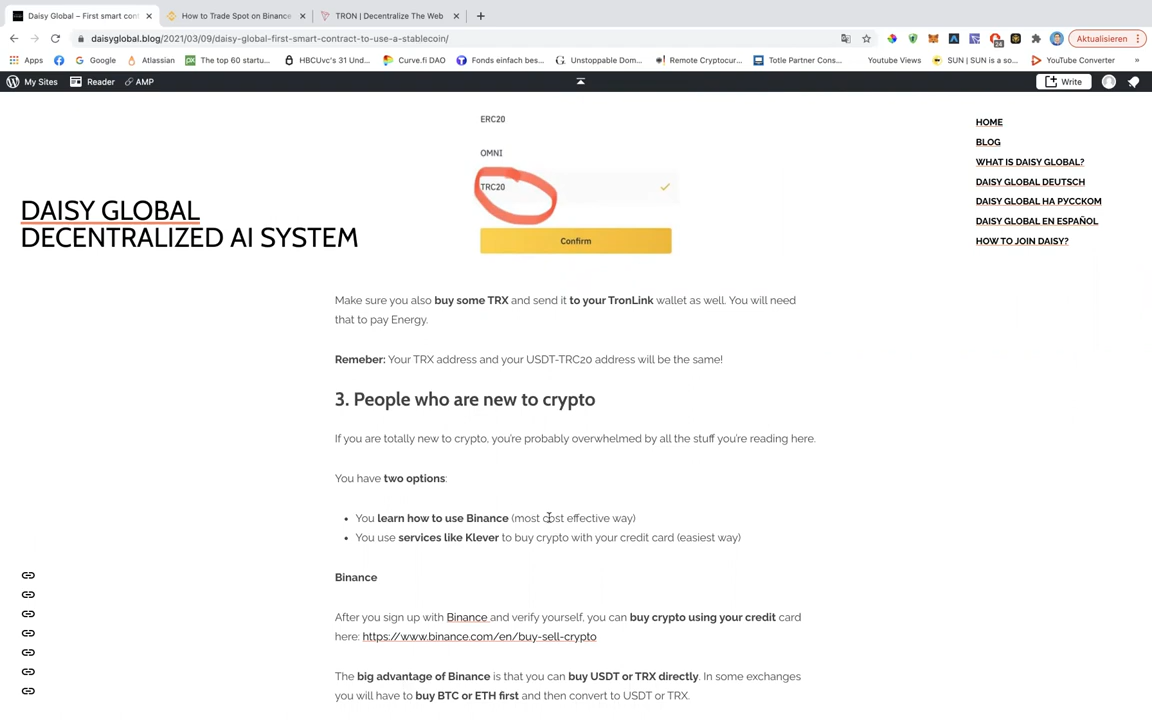 Daisy Global – First smart cont
How to Trade Spot on Binance
TRON | Decentralize The Web
daisyglobal.blog/2021/03/09/daisy-global-first-smart-contract-to-use-a-stablecoin/
Aktualisieren
Apps
Google
Atlassian
The top 60 startu...
HBCUvc's 31 Und...
Curve.fi DAO
Fonds einfach bes...
Unstoppable Dom...
Remote Cryptocur...
Totle Partner Cons...
Youtube Views
SUN | SUN is a so...
YouTube Converter
»
My Sites
Reader
AMP
Write
ERC20
OMNI
TRC20
Confirm
DAISY GLOBAL
DECENTRALIZED AI SYSTEM
HOME
BLOG
WHAT IS DAISY GLOBAL?
DAISY GLOBAL DEUTSCH
DAISY GLOBAL НА РУССКОМ
DAISY GLOBAL EN ESPAÑOL
HOW TO JOIN DAISY?
Make sure you also buy some TRX and send it to your TronLink wallet as well. You will need
that to pay Energy.
Remeber: Your TRX address and your USDT-TRC20 address will be the same!
3. People who are new to crypto
If you are totally new to crypto, you're probably overwhelmed by all the stuff you're reading here.
You have two options:
You learn how to use Binance (most cost effective way)
You use services like Klever to buy crypto with your credit card (easiest way)
Binance
After you sign up with Binance and verify yourself, you can buy crypto using your credit card
here: https://www.binance.com/en/buy-sell-crypto
The big advantage of Binance is that you can buy USDT or TRX directly. In some exchanges
you will have to buy BTC or ETH first and then convert to USDT or TRX.